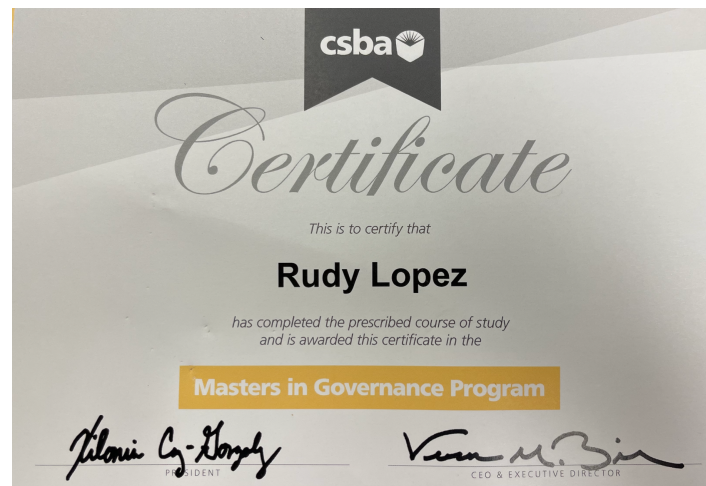 csba
Certificate
This is to certify that
Rudy Lopez
has completed the prescribed course of study
and is awarded this certificate in the
Masters in Governance Program
PRESIDENT
CEO & EXECUTIVE DIRECTOR